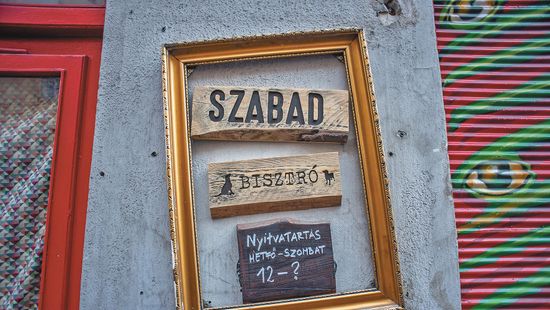 SZABAD
BISZTRÓ
NYITVATARTÁS
HÉTFŐ-SZOMBAT
12-?